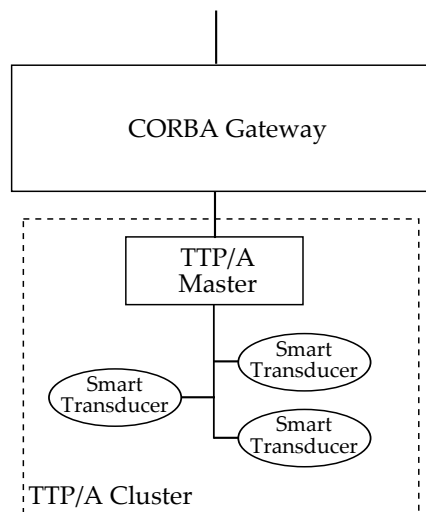 CORBA Gateway
TTP/A
Master
Smart
Transducer
Smart
Transducer
Smart
Transducer
TTP/A Cluster